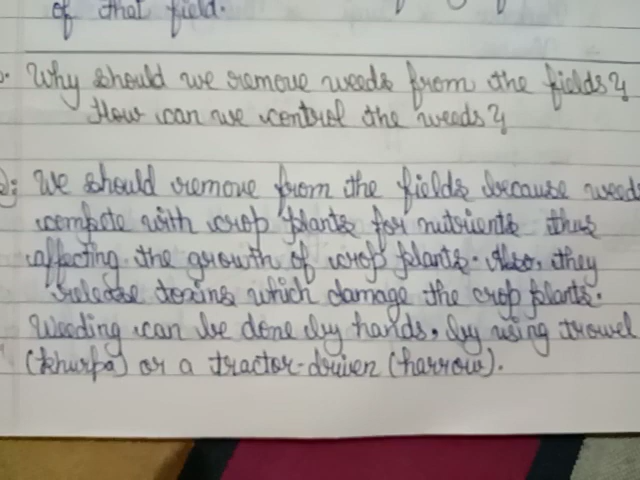 of that field.
Why should we remove weeds from the fields?
How can we control the weeds?
We should remove from the fields because weeds
compete with crop plants for nutrients thus
affecting the growth of crop plants. Also, they
release toxins which damage the crop plants.
Weeding can be done by hands, by using trowel
(khurpa) or a tractor-driven (harrow).